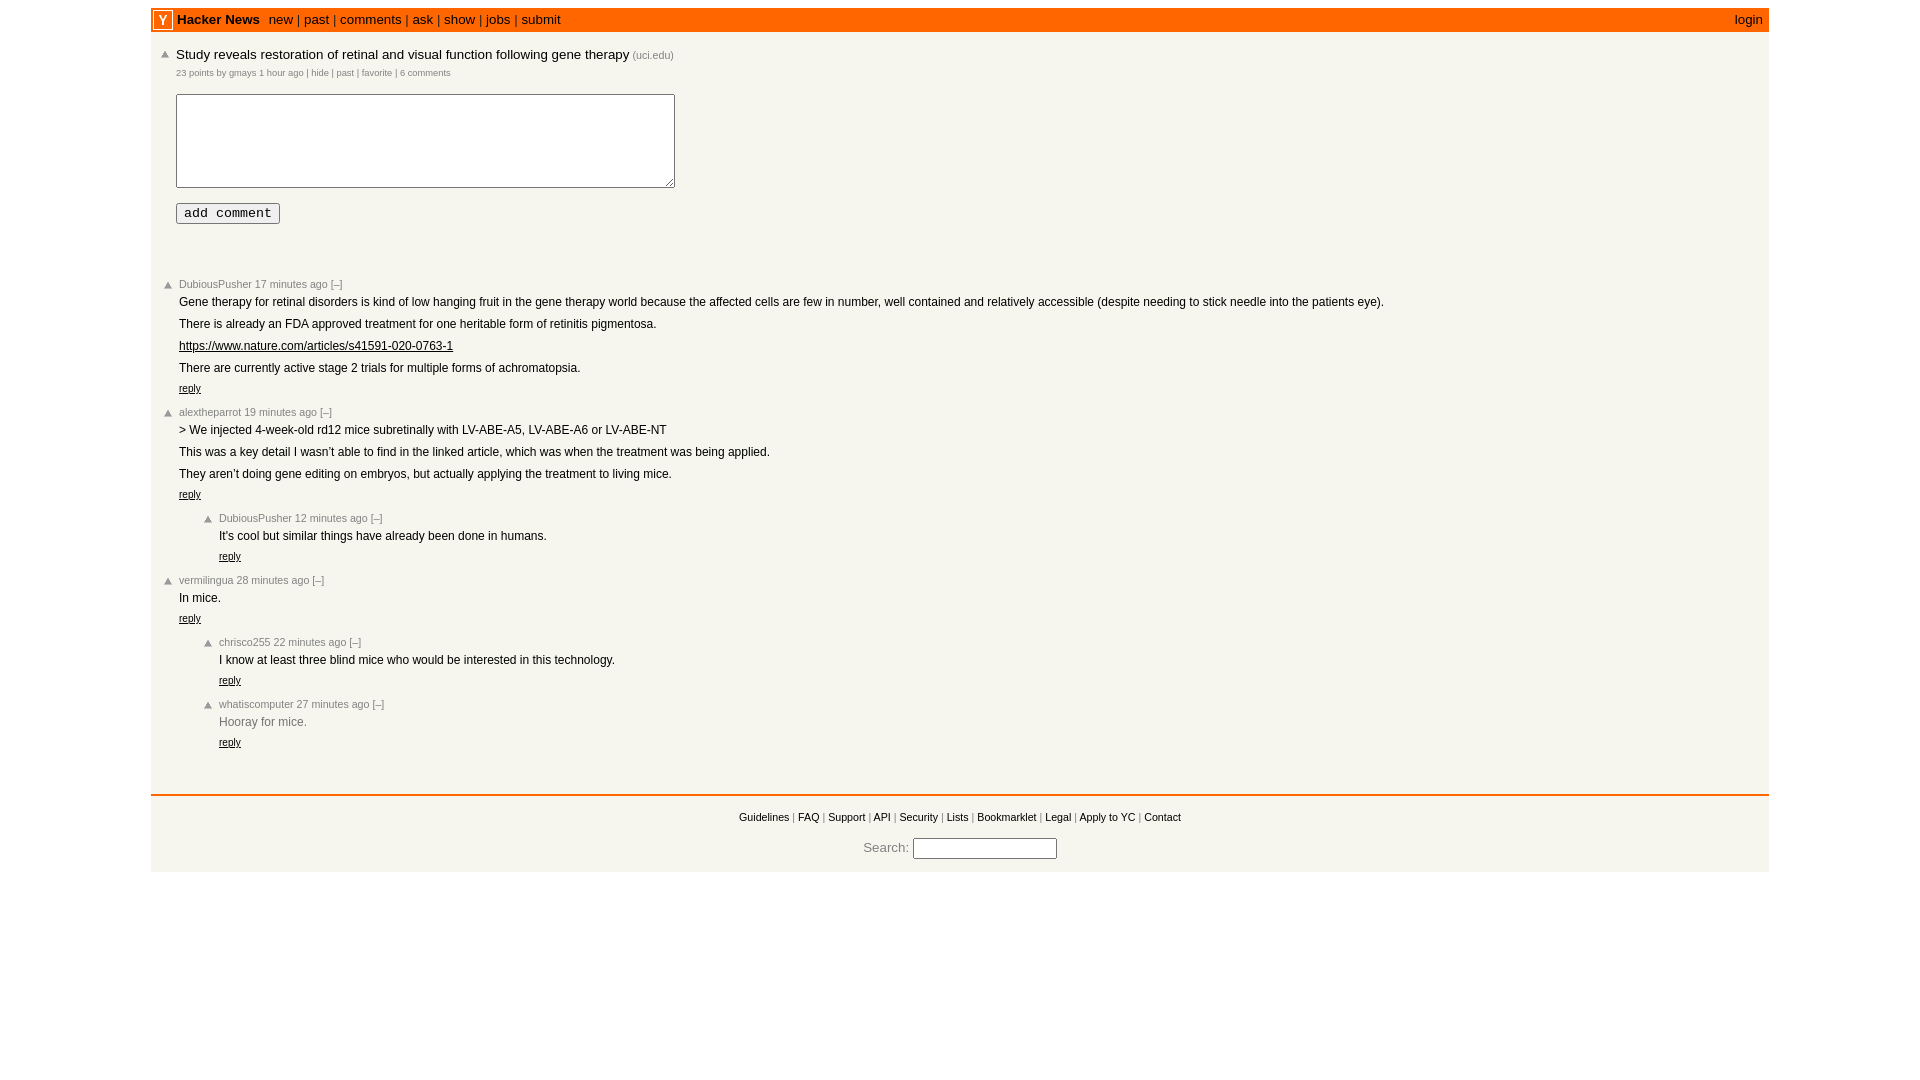 Y Hacker News new | past | comments | ask | show | jobs | submit login
Study reveals restoration of retinal and visual function following gene therapy (uci.edu)
23 points by gmays 1 hour ago | hide | past | favorite | 6 comments
add comment
DubiousPusher 17 minutes ago [–]
Gene therapy for retinal disorders is kind of low hanging fruit in the gene therapy world because the affected cells are few in number, well contained and relatively accessible (despite needing to stick needle into the patients eye).
There is already an FDA approved treatment for one heritable form of retinitis pigmentosa.
https://www.nature.com/articles/s41591-020-0763-1
There are currently active stage 2 trials for multiple forms of achromatopsia.
reply
alextheparrot 19 minutes ago [–]
> We injected 4-week-old rd12 mice subretinally with LV-ABE-A5, LV-ABE-A6 or LV-ABE-NT
This was a key detail I wasn’t able to find in the linked article, which was when the treatment was being applied.
They aren’t doing gene editing on embryos, but actually applying the treatment to living mice.
reply
DubiousPusher 12 minutes ago [–]
It's cool but similar things have already been done in humans.
reply
vermilingua 28 minutes ago [–]
In mice.
reply
chrisco255 22 minutes ago [–]
I know at least three blind mice who would be interested in this technology.
reply
whatiscomputer 27 minutes ago [–]
Hooray for mice.
reply
Guidelines | FAQ | Support | API | Security | Lists | Bookmarklet | Legal | Apply to YC | Contact
Search: